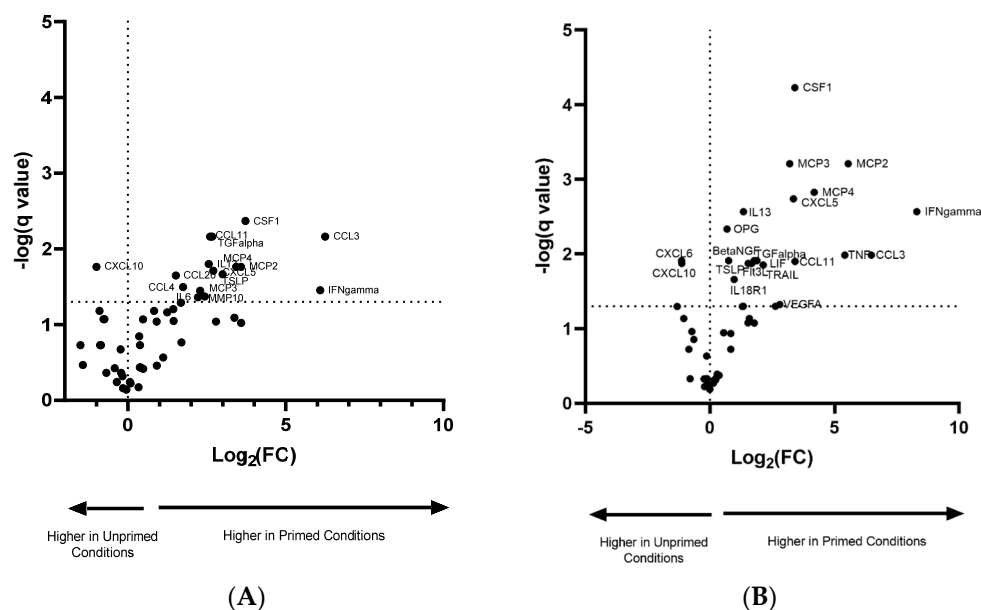 5
4
3
2
1
0
-log(q value)
CSF1
CCL11
TGFalpha
CCL3
MCP4
MCP2
CXCL10
CXCL5
CCL20
TSLP
CCL4
MCP3
IFNgamma
IL6
MMP10
0
5
10
Log2(FC)
Higher in Unprimed
Conditions
Higher in Primed Conditions
(A)
5
4
3
2
1
0
-log(q value)
CSF1
MCP3
MCP2
MCP4
CXCL5
IL13
IFNgamma
OPG
CXCL6
BetaNGF
TGFalpha
TNF
CCL3
CXCL10
TSLP
Flt3L
LIF
CCL11
TRAIL
IL18R1
VEGFA
-5
0
5
10
Log2(FC)
Higher in Unprimed
Conditions
Higher in Primed Conditions
(B)